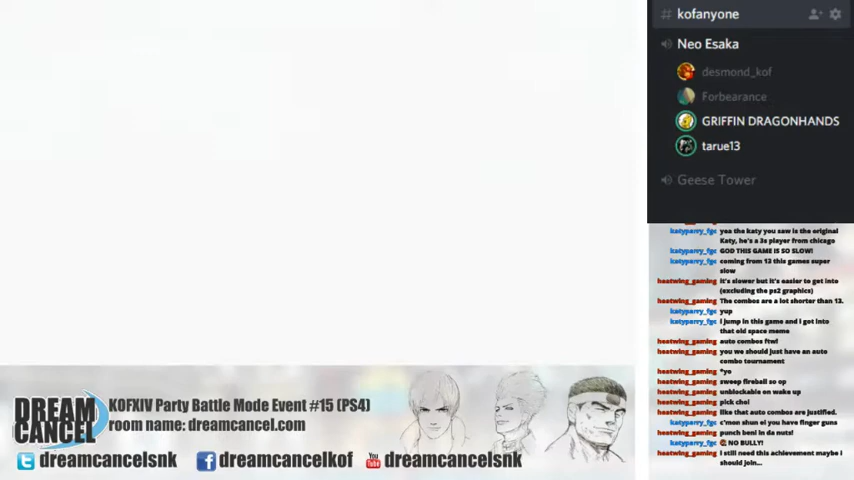 # kofanyone
Neo Esaka
desmond_kof
Forbearance
GRIFFIN DRAGONHANDS
tarue13
Geese Tower
katyparry_fgc yea the katy you saw is the original
Katy, he's a 3s player from chicago
katyparry_fgc GOD THIS GAME IS SO SLOW!
katyparry_fgc coming from 13 this games super
slow
heatwing_gaming It's slower but it's easier to get into
(excluding the ps2 graphics)
heatwing_gaming The combos are a lot shorter than 13.
katyparry_fgc yup
katyparry_fgc I jump in this game and I got into
that old space meme
heatwing_gaming auto combos ftw!
heatwing_gaming you we should just have an auto
combo tournament
heatwing_gaming *yo
heatwing_gaming sweep fireball so op
heatwing_gaming unblockable on wake up
heatwing_gaming pick choi
heatwing_gaming like that auto combos are justified.
katyparry_fgc c'mon shun ei you have finger guns
heatwing_gaming punch beni in da nuts!
katyparry_fgc NO BULLY!
heatwing_gaming I still need this achievement maybe i
should join...
DREAM
CANCEL
KOFXIV Party Battle Mode Event #15 (PS4)
room name: dreamcancel.com
dreamcancelsnk
dreamcancelkof
You Tube dreamcancelsnk